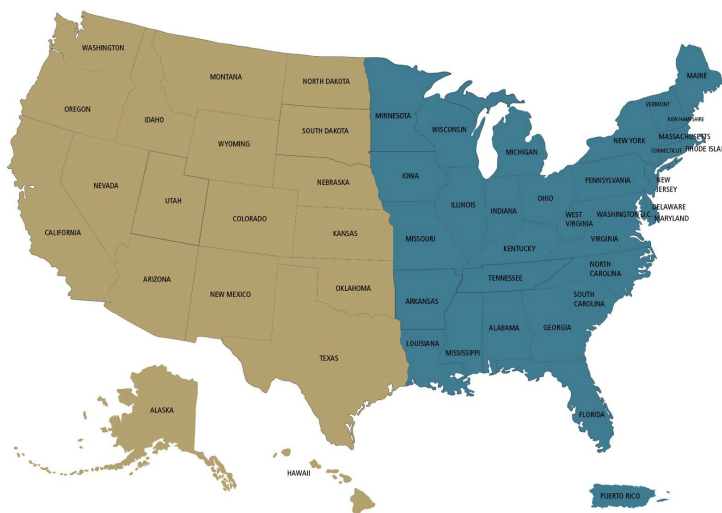 WASHINGTON
MONTANA
NORTH DAKOTA
MINNESOTA
MAINE
OREGON
IDAHO
SOUTH DAKOTA
WISCONSIN
VERMONT
NEW HAMPSHIRE
WYOMING
MICHIGAN
NEW YORK
MASSACHUSETTS
CONNECTICUT
RHODE ISLAN
NEVADA
UTAH
NEBRASKA
IOWA
PENNSYLVANIA
NEW
JERSEY
CALIFORNIA
COLORADO
KANSAS
ILLINOIS
INDIANA
OHIO
WEST
VIRGINIA
WASHINGTON D.C.
DELAWARE
MARYLAND
MISSOURI
KENTUCKY
VIRGINIA
ARIZONA
NEW MEXICO
OKLAHOMA
ARKANSAS
TENNESSEE
NORTH
CAROLINA
SOUTH
CAROLINA
TEXAS
LOUISIANA
MISSISSIPPI
ALABAMA
GEORGIA
ALASKA
FLORIDA
HAWAII
PUERTO RICO